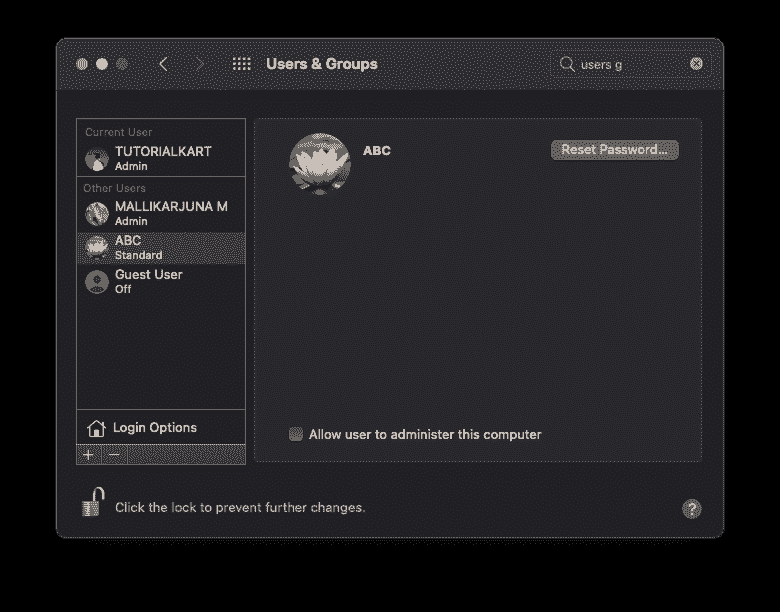 Users & Groups
users g
Current User
TUTORIALKART
Admin
Other Users
MALLIKARJUNA M
Admin
ABC
Standard
Guest User
Off
Login Options
+ −
ABC
Reset Password...
Allow user to administer this computer
Click the lock to prevent further changes.
?